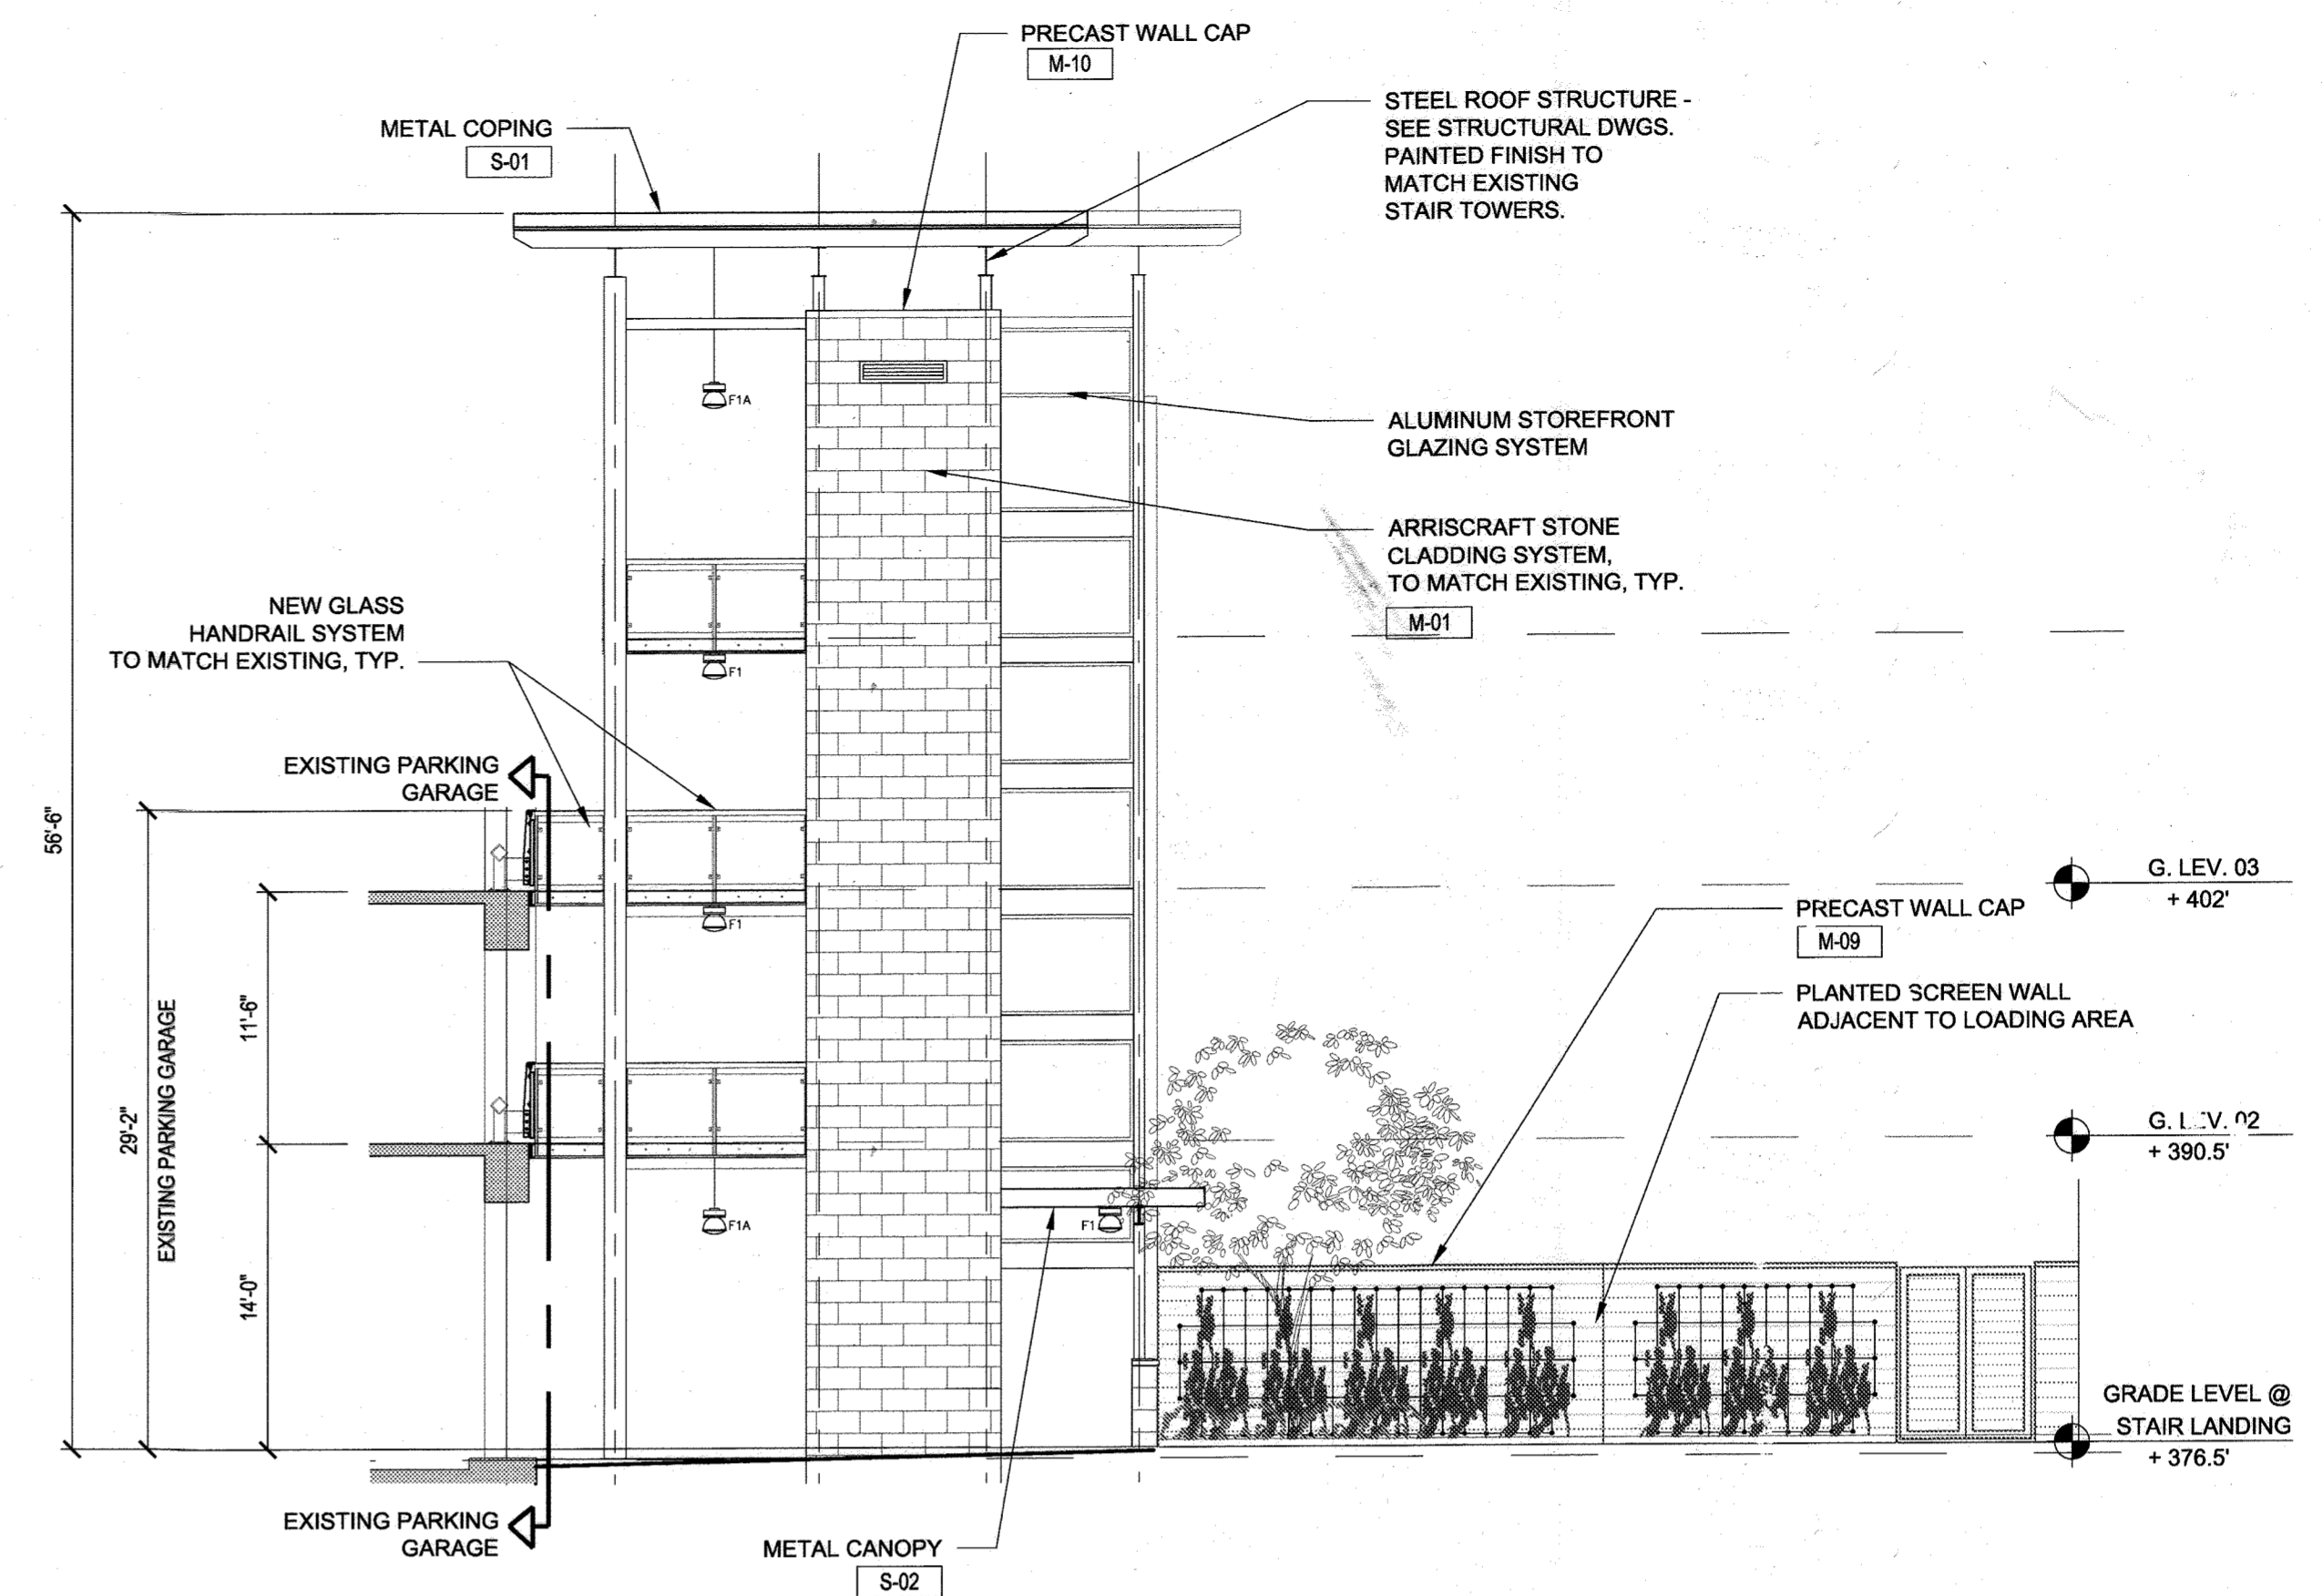 PRECAST WALL CAP
M-10
METAL COPING
S-01
STEEL ROOF STRUCTURE -
SEE STRUCTURAL DWGS.
PAINTED FINISH TO
MATCH EXISTING
STAIR TOWERS.
F1A
ALUMINUM STOREFRONT
GLAZING SYSTEM
ARRISCRAFT STONE
CLADDING SYSTEM,
TO MATCH EXISTING, TYP.
M-01
NEW GLASS
HANDRAIL SYSTEM
TO MATCH EXISTING, TYP.
F1
EXISTING PARKING
GARAGE
56'-6"
29'-2"
EXISTING PARKING GARAGE
11'-6"
14'-0"
F1
G. LEV. 03
+ 402'
PRECAST WALL CAP
M-09
PLANTED SCREEN WALL
ADJACENT TO LOADING AREA
G. LEV. 02
+ 390.5'
F1A
F1
GRADE LEVEL @
STAIR LANDING
+ 376.5'
EXISTING PARKING
GARAGE
METAL CANOPY
S-02